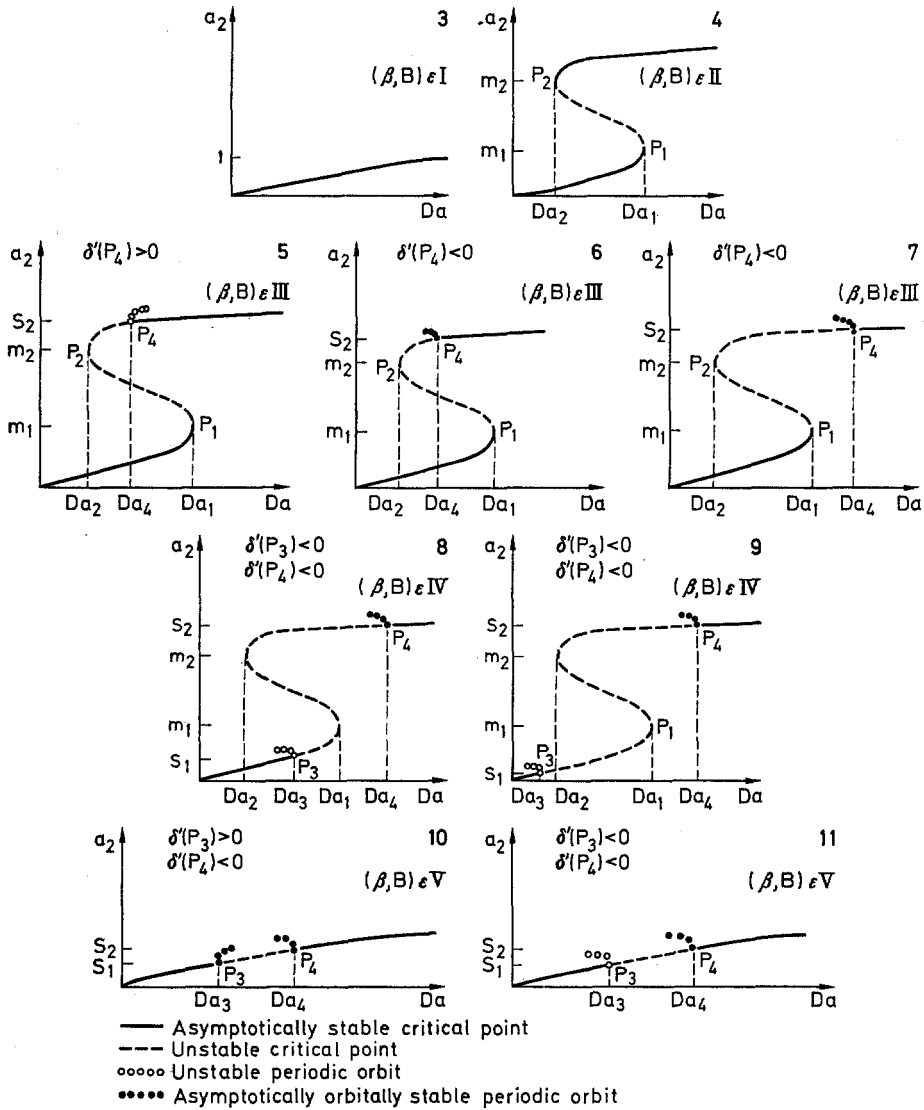 a₂ 3
(β,B) ε I
1
Da
a₂ 4
(β,B) ε II
m₂ P₂
m₁ P₁
Da₂ Da₁ Da
a₂ δ'(P₄)>0 5
(β,B) ε III
S₂ P₄
m₂ P₂
m₁ P₁
Da₂ Da₄ Da₁ Da
a₂ δ'(P₄)<0 6
(β,B) ε III
S₂ P₄
m₂ P₂
m₁ P₁
Da₂ Da₄ Da₁ Da
a₂ δ'(P₄)<0 7
(β,B) ε III
S₂ P₄
m₂ P₂
m₁ P₁
Da₂ Da₁ Da₄ Da
a₂ δ'(P₃)<0 8
δ'(P₄)<0
(β,B) ε IV
S₂ P₄
m₂
m₁
S₁ P₃
Da₂ Da₃ Da₁ Da₄ Da
a₂ δ'(P₃)<0 9
δ'(P₄)<0
(β,B) ε IV
S₂ P₄
m₂
m₁ P₁
S₁ P₃
Da₃ Da₂ Da₁ Da₄ Da
a₂ δ'(P₃)>0 10
δ'(P₄)<0
(β,B) ε V
S₂ P₄
S₁ P₃
Da₃ Da₄ Da
a₂ δ'(P₃)<0 11
δ'(P₄)<0
(β,B) ε V
S₂ P₄
S₁ P₃
Da₃ Da₄ Da
Asymptotically stable critical point
Unstable critical point
Unstable periodic orbit
Asymptotically orbitally stable periodic orbit